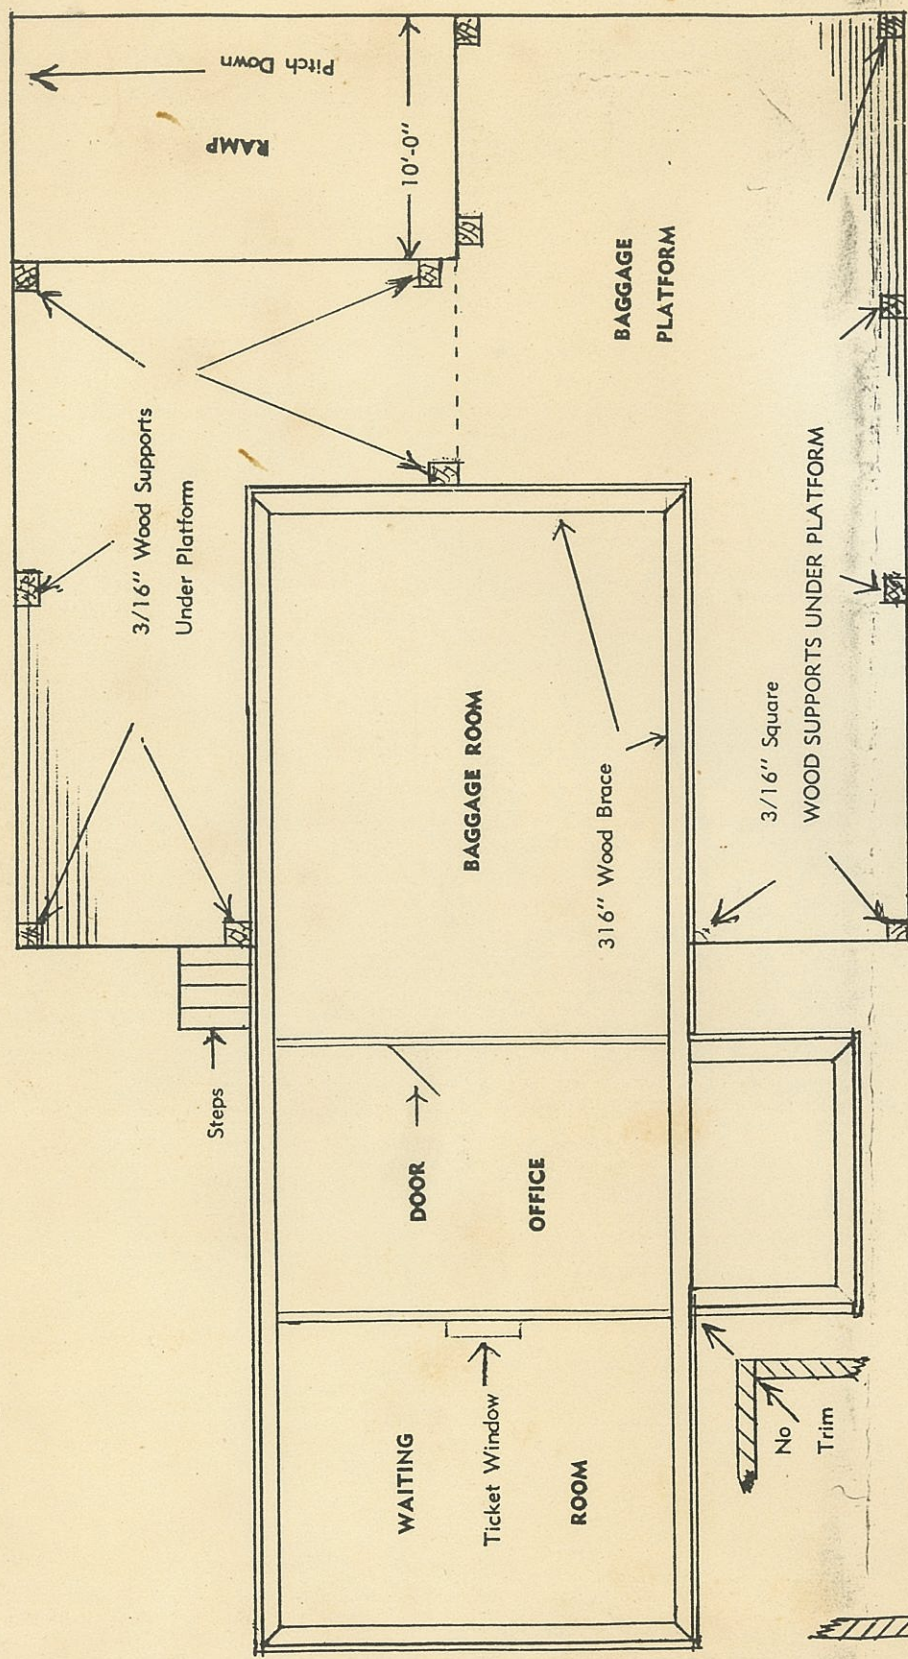 Pitch Down
RAMP
10'-0"
3/16" Wood Supports
Under Platform
BAGGAGE
PLATFORM
Steps
BAGGAGE ROOM
316" Wood Brace
3/16" Square
WOOD SUPPORTS UNDER PLATFORM
DOOR
OFFICE
WAITING
Ticket Window
ROOM
No
Trim